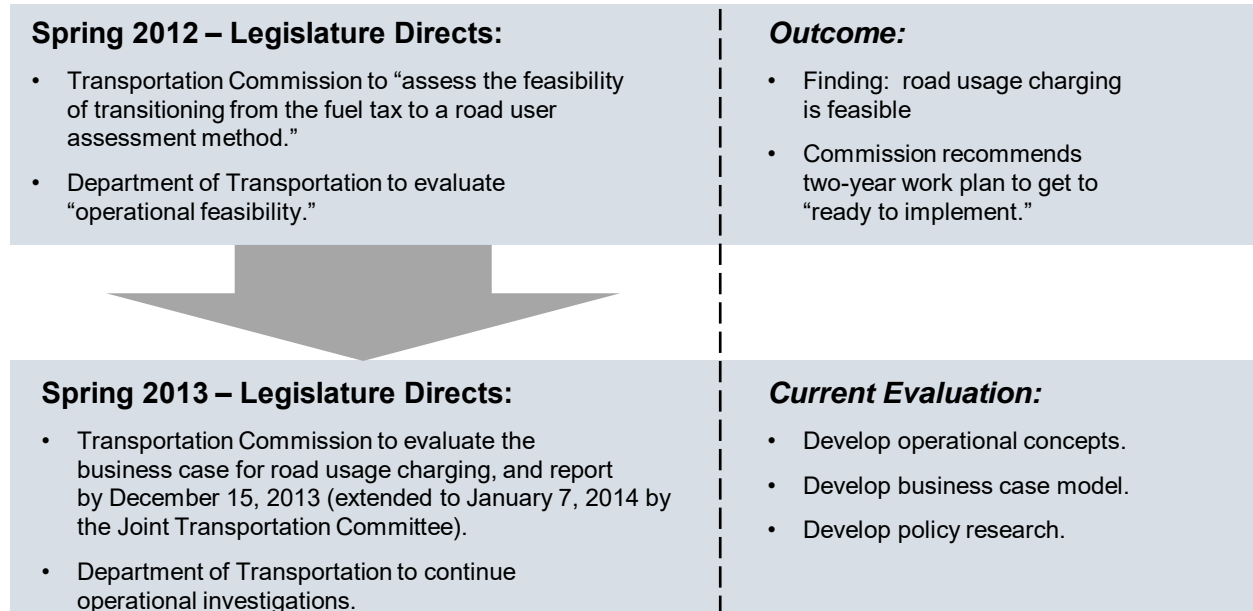 Spring 2012 – Legislature Directs:
• Transportation Commission to “assess the feasibility
of transitioning from the fuel tax to a road user
assessment method.”
• Department of Transportation to evaluate
“operational feasibility.”
Outcome:
• Finding: road usage charging
is feasible
• Commission recommends
two-year work plan to get to
“ready to implement.”
Spring 2013 – Legislature Directs:
• Transportation Commission to evaluate the
business case for road usage charging, and report
by December 15, 2013 (extended to January 7, 2014 by
the Joint Transportation Committee).
• Department of Transportation to continue
operational investigations.
Current Evaluation:
• Develop operational concepts.
• Develop business case model.
• Develop policy research.